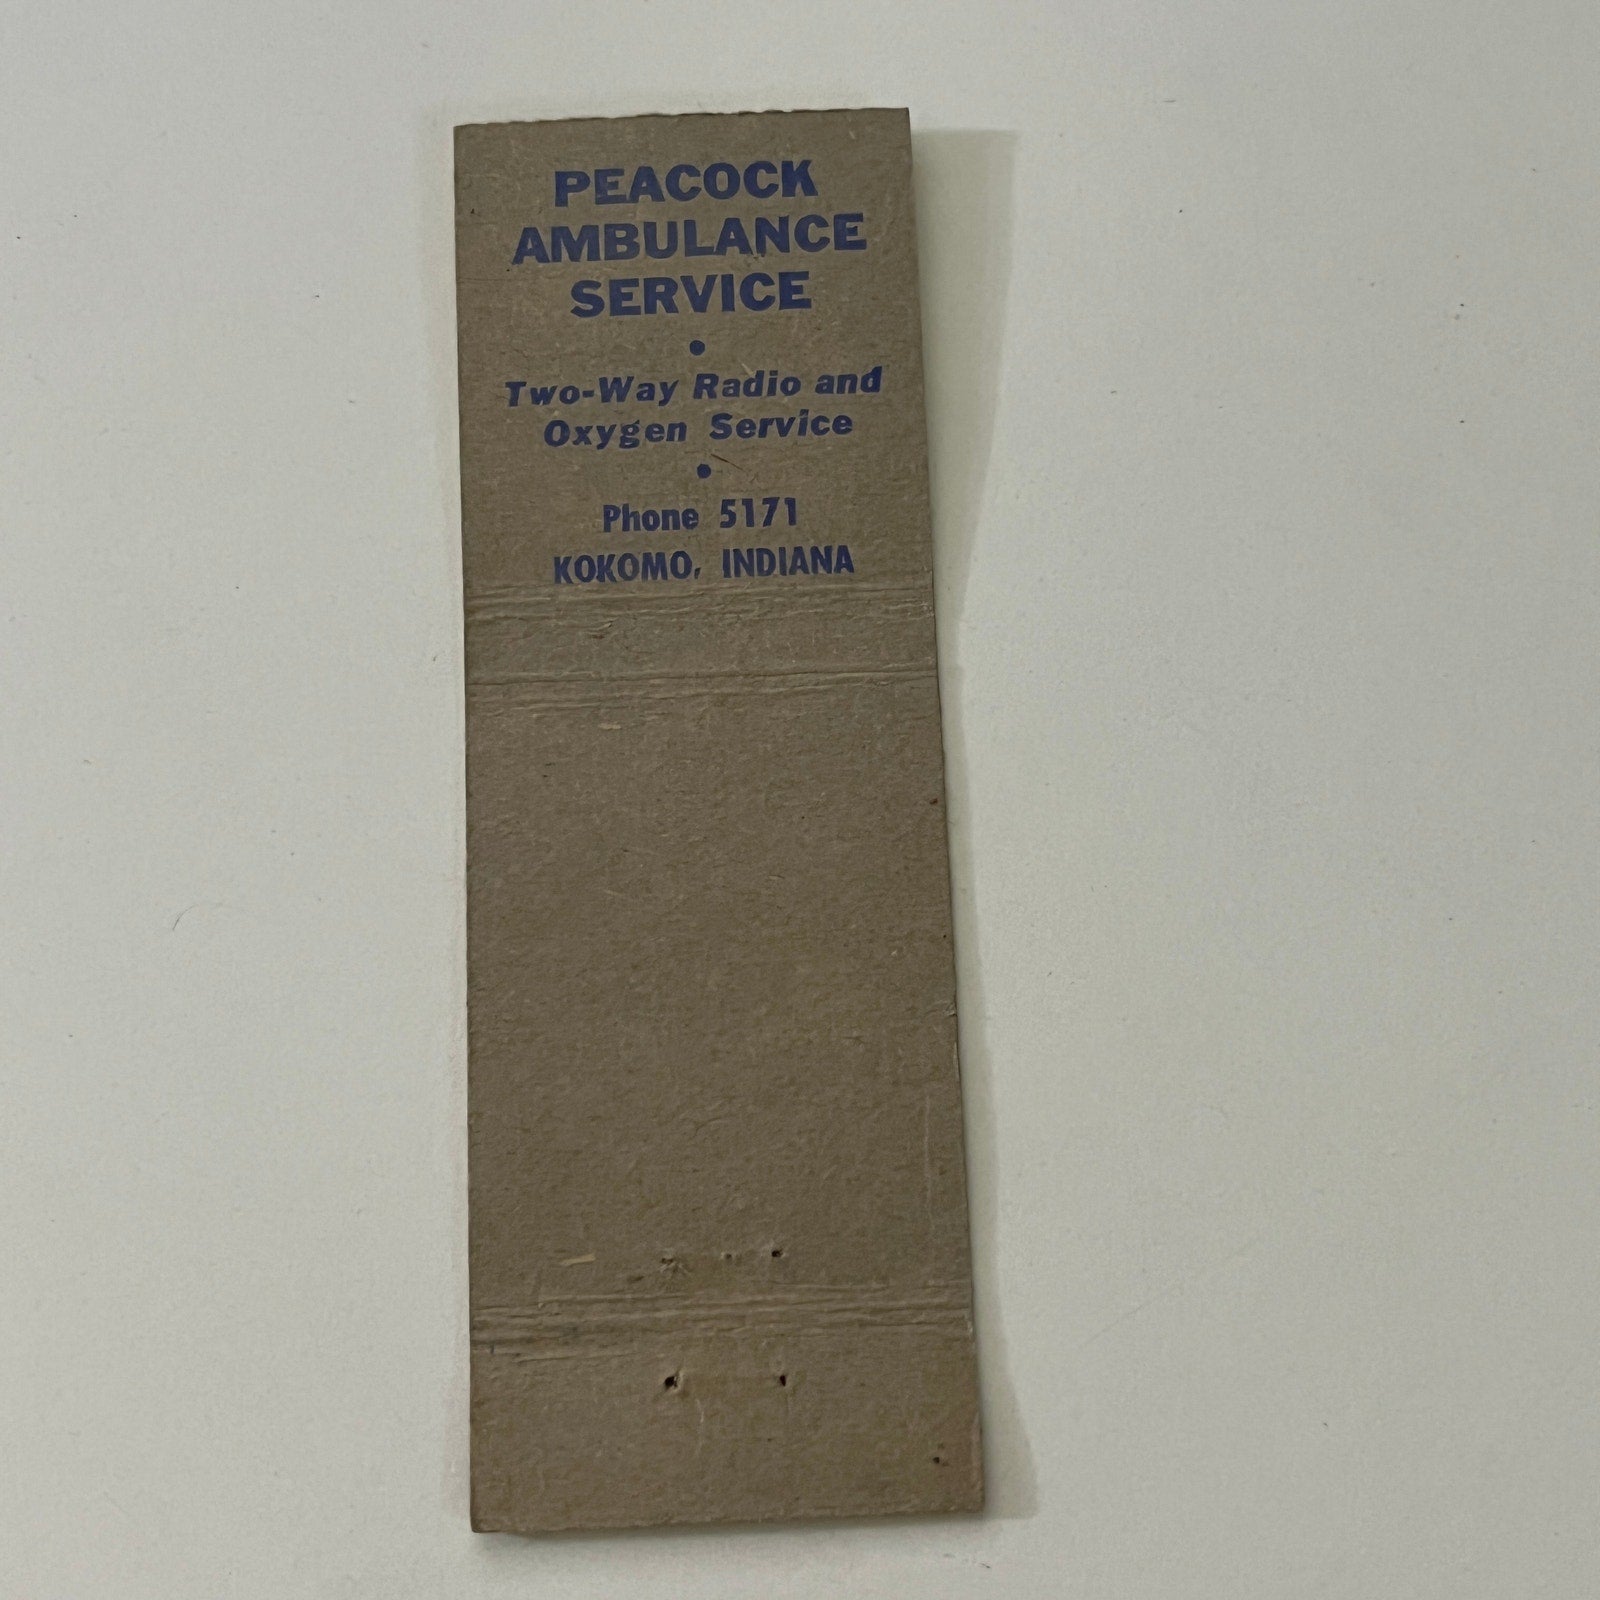 PEACOCK
AMBULANCE
SERVICE
•
Two-Way Radio and
Oxygen Service
•
Phone 5171
KOKOMO, INDIANA